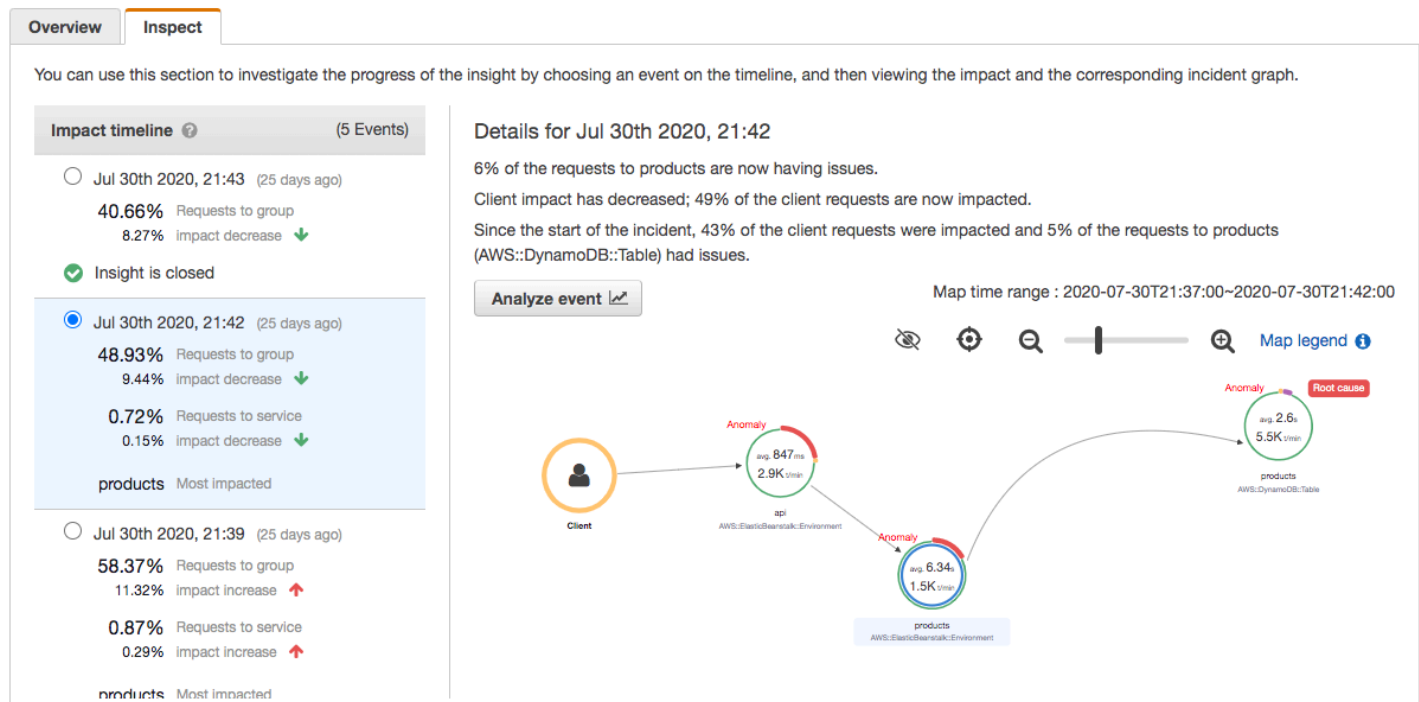 Overview
Inspect
You can use this section to investigate the progress of the insight by choosing an event on the timeline, and then viewing the impact and the corresponding incident graph.
Impact timeline ? (5 Events)
Jul 30th 2020, 21:43 (25 days ago)
40.66% Requests to group
8.27% impact decrease
Insight is closed
Jul 30th 2020, 21:42 (25 days ago)
48.93% Requests to group
9.44% impact decrease
0.72% Requests to service
0.15% impact decrease
products Most impacted
Jul 30th 2020, 21:39 (25 days ago)
58.37% Requests to group
11.32% impact increase
0.87% Requests to service
0.29% impact increase
products Most impacted
Details for Jul 30th 2020, 21:42
6% of the requests to products are now having issues.
Client impact has decreased; 49% of the client requests are now impacted.
Since the start of the incident, 43% of the client requests were impacted and 5% of the requests to products
(AWS::DynamoDB::Table) had issues.
Analyze event
Map time range : 2020-07-30T21:37:00~2020-07-30T21:42:00
Map legend i
Client
Anomaly
avg. 847ms
2.9K t/min
api
AWS::ElasticBeanstalk::Environment
Anomaly
avg. 6.34s
1.5K t/min
products
AWS::ElasticBeanstalk::Environment
Anomaly
Root cause
avg. 2.6s
5.5K t/min
products
AWS::DynamoDB::Table